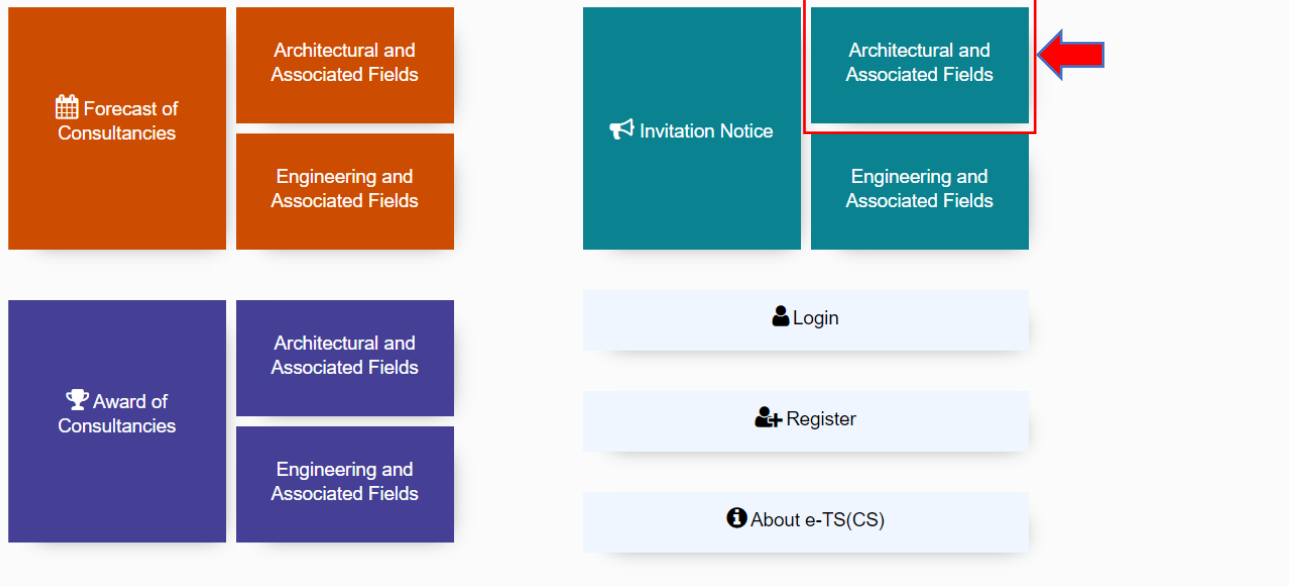 Forecast of
Consultancies
Architectural and
Associated Fields
Engineering and
Associated Fields
Invitation Notice
Architectural and
Associated Fields
Engineering and
Associated Fields
Award of
Consultancies
Architectural and
Associated Fields
Engineering and
Associated Fields
Login
Register
About e-TS(CS)